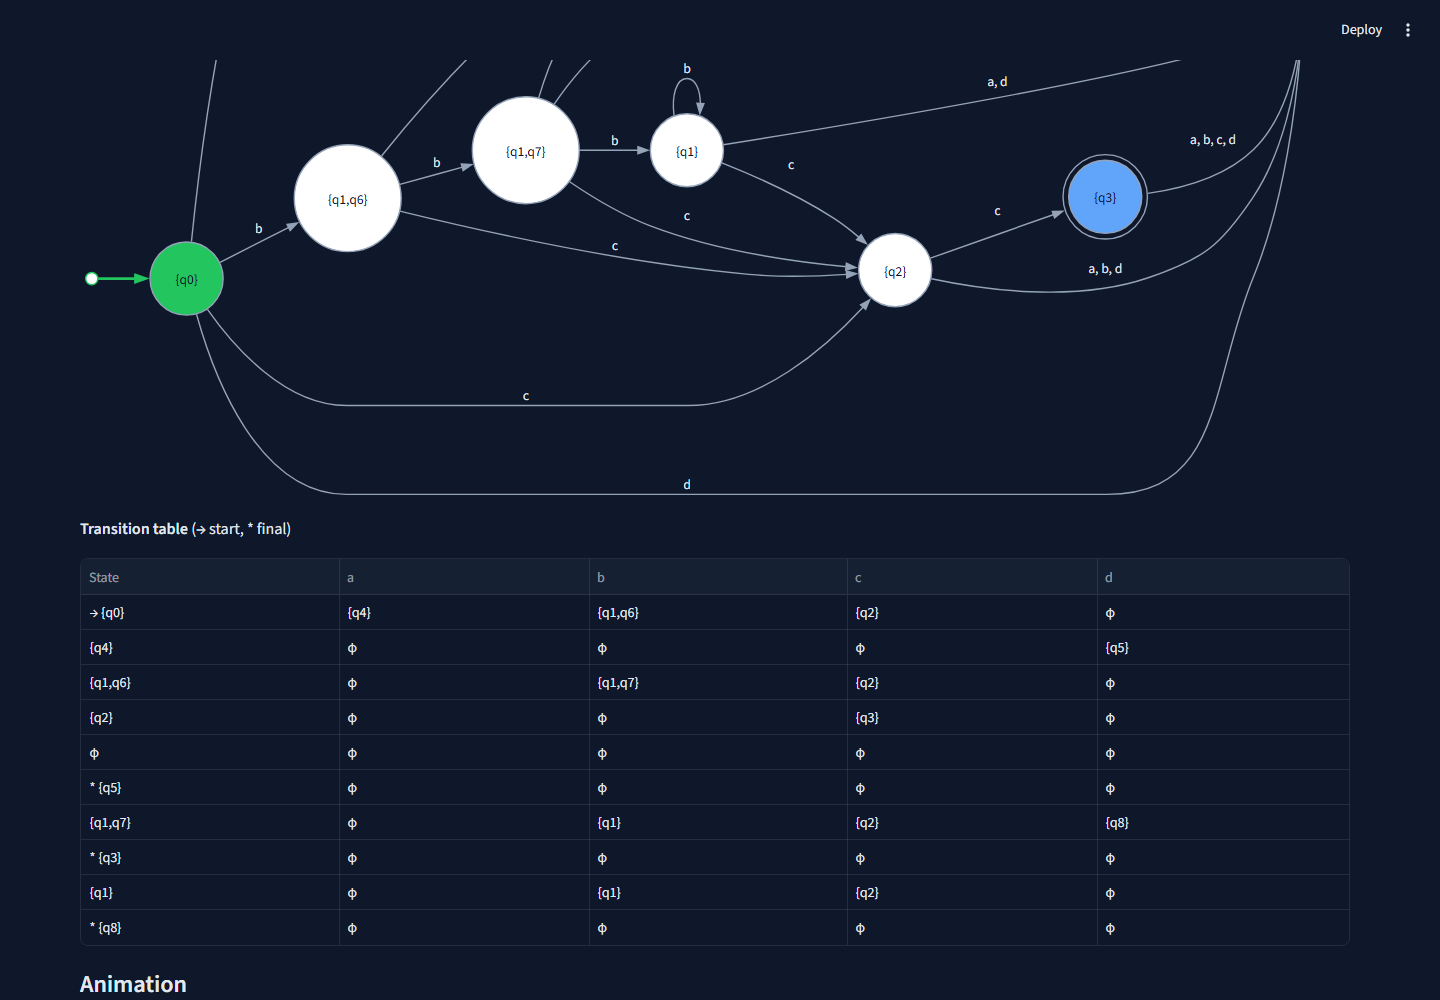 Deploy
b
a, d
a, b, c, d
b
{q1,q7}
{q1}
b
c
{q1,q6}
{q3}
c
c
b
c
{q0}
{q2}
a, b, d
c
d
Transition table (→ start, * final)
State a b c d
→ {q0} {q4} {q1,q6} {q2} ϕ
{q4} ϕ ϕ ϕ {q5}
{q1,q6} ϕ {q1,q7} {q2} ϕ
{q2} ϕ ϕ {q3} ϕ
ϕ ϕ ϕ ϕ ϕ
* {q5} ϕ ϕ ϕ ϕ
{q1,q7} ϕ {q1} {q2} {q8}
* {q3} ϕ ϕ ϕ ϕ
{q1} ϕ {q1} {q2} ϕ
* {q8} ϕ ϕ ϕ ϕ
Animation